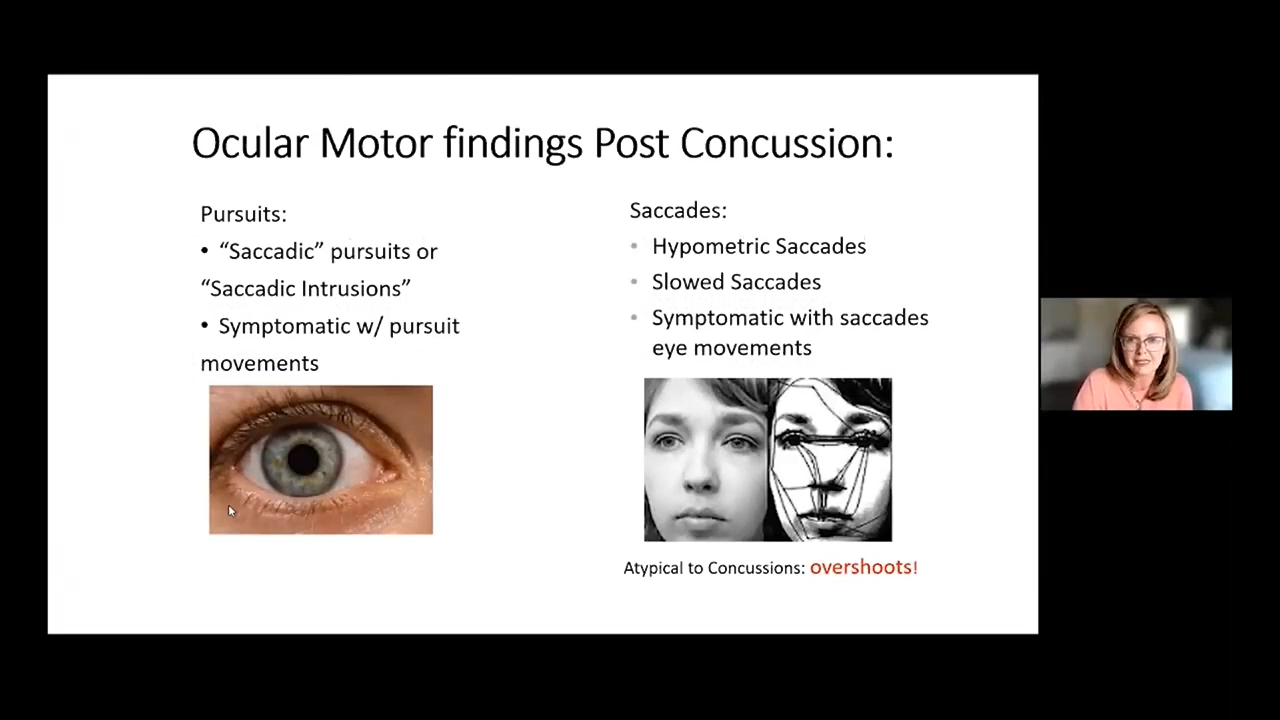 Ocular Motor findings Post Concussion:
Pursuits:
• “Saccadic” pursuits or
“Saccadic Intrusions”
• Symptomatic w/ pursuit
movements
Saccades:
• Hypometric Saccades
• Slowed Saccades
• Symptomatic with saccades
eye movements
Atypical to Concussions: overshoots!